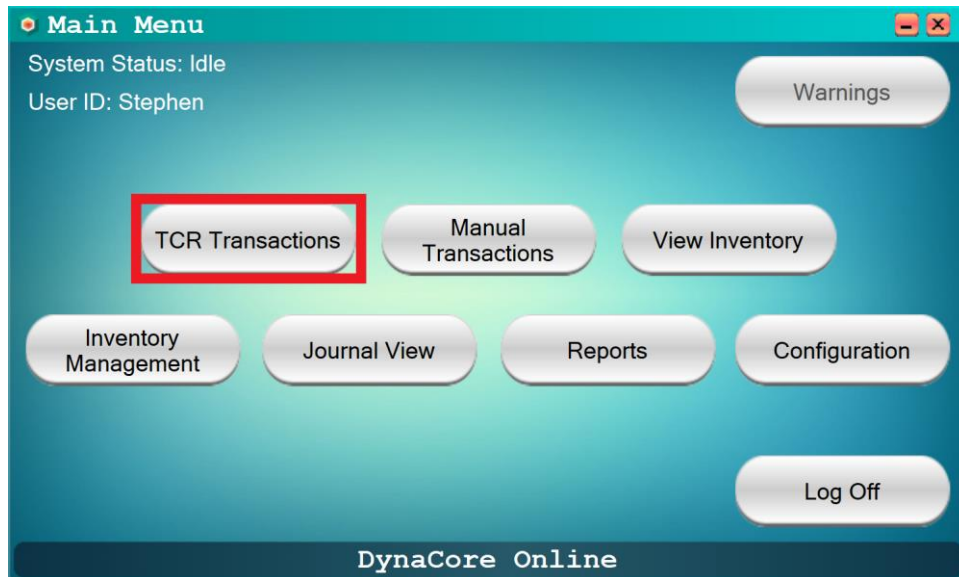 Main Menu
System Status: Idle
User ID: Stephen
Warnings
TCR Transactions
Manual
Transactions
View Inventory
Inventory
Management
Journal View
Reports
Configuration
Log Off
DynaCore Online